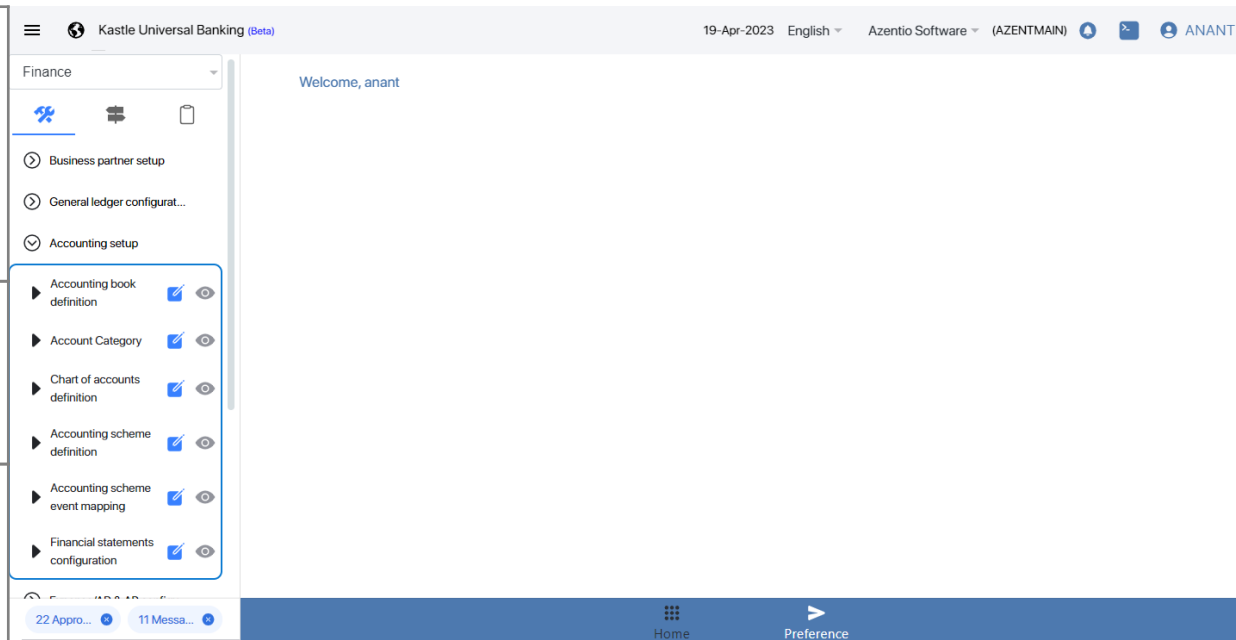 Kastle Universal Banking (Beta)
19-Apr-2023 English Azentio Software (AZENTMAIN) ANANT
Finance
Welcome, anant
Business partner setup
General ledger configurat...
Accounting setup
Accounting book
definition
Account Category
Chart of accounts
definition
Accounting scheme
definition
Accounting scheme
event mapping
Financial statements
configuration
22 Appro... 11 Messa...
Home Preference